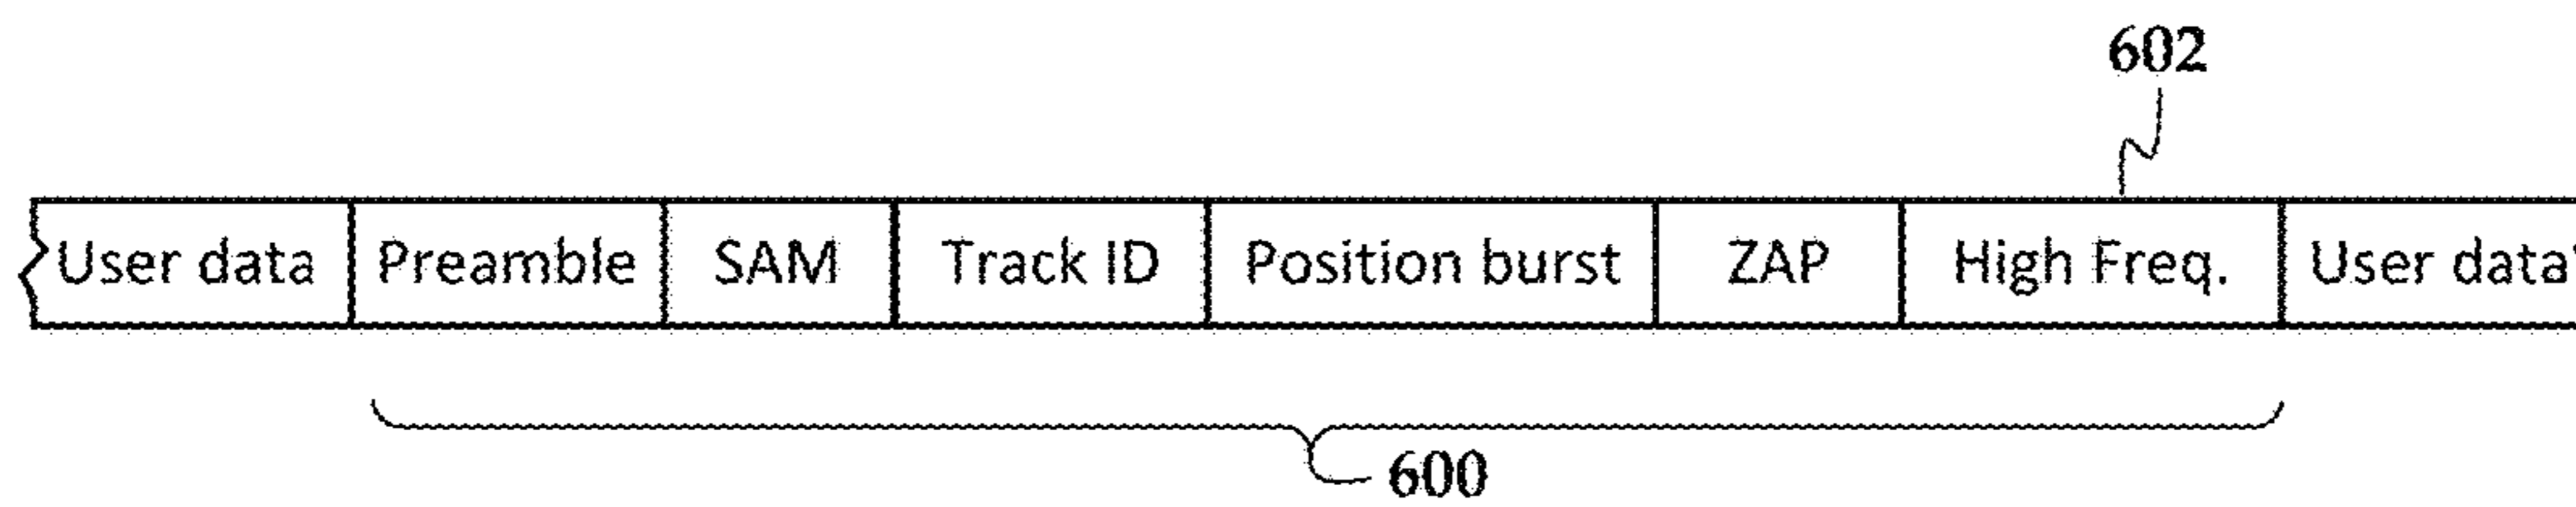 602
User data Preamble SAM Track ID Position burst ZAP High Freq. User data
600